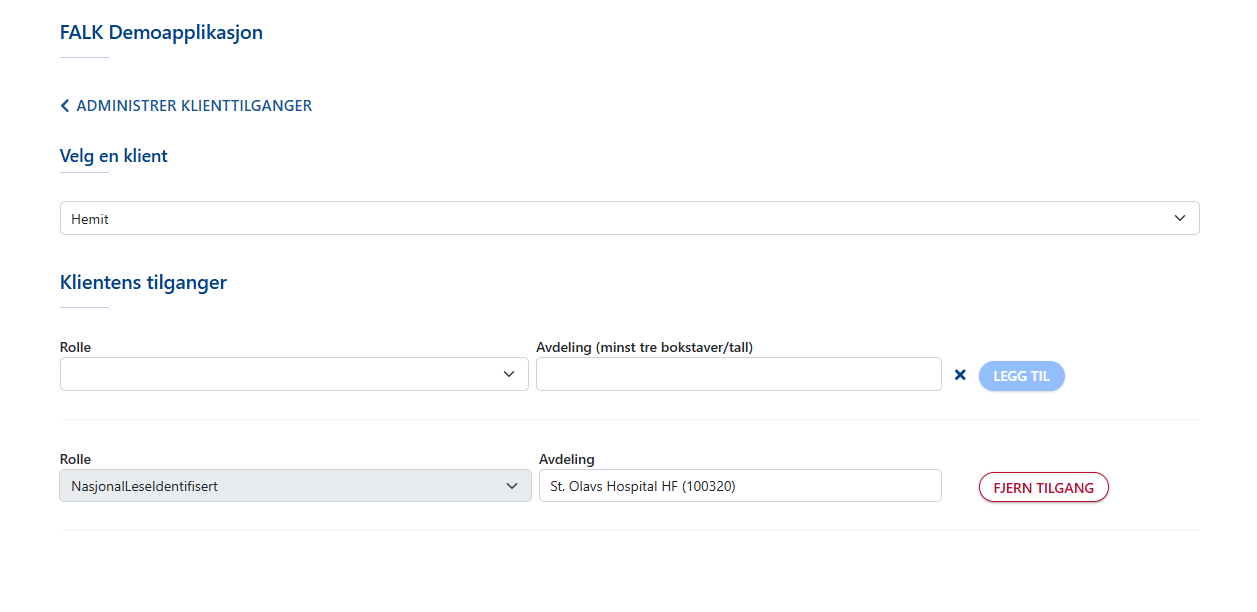 FALK Demoapplikasjon
ADMINISTRER KLIENTTILGANGER
Velg en klient
Hemit
Klientens tilganger
Rolle Avdeling (minst tre bokstaver/tall)
LEGG TIL
Rolle Avdeling
NasjonalLeseIdentifisert St. Olavs Hospital HF (100320)
FJERN TILGANG